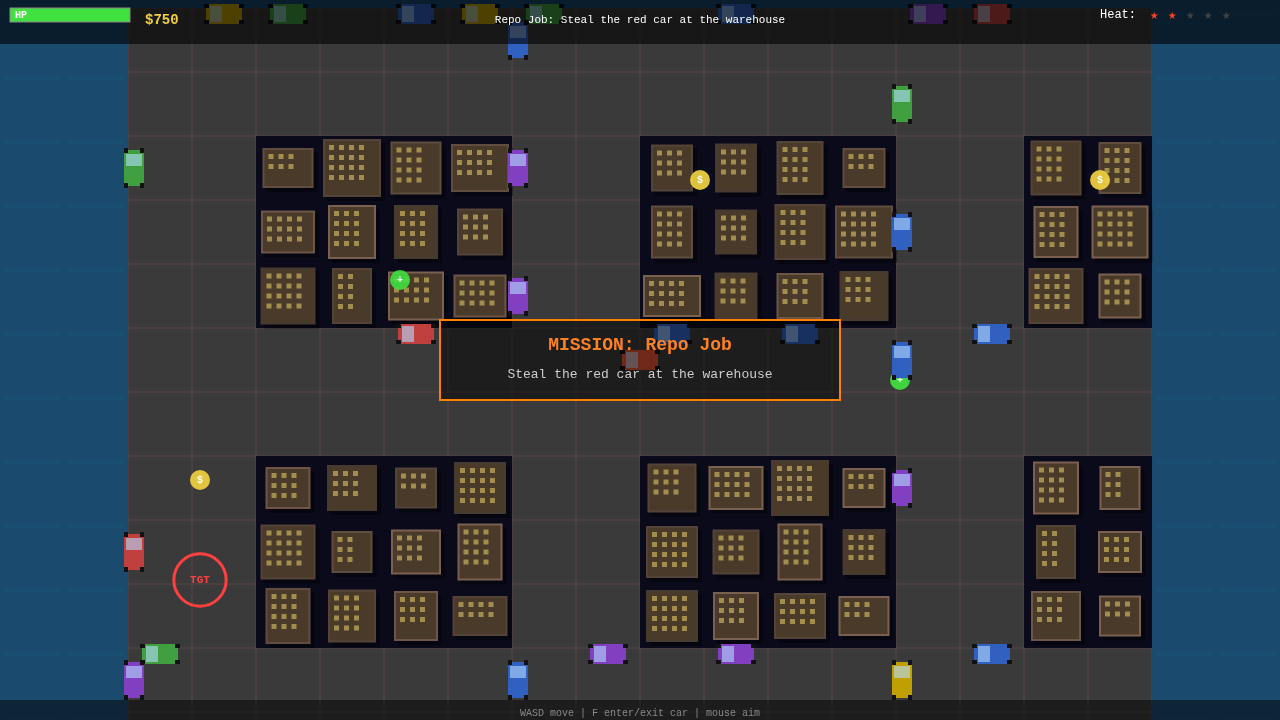 HP
$750
Repo Job: Steal the red car at the warehouse
Heat: ★ ★ ★ ★ ★
$
$
+
MISSION: Repo Job
Steal the red car at the warehouse
+
$
TGT
WASD move | F enter/exit car | mouse aim